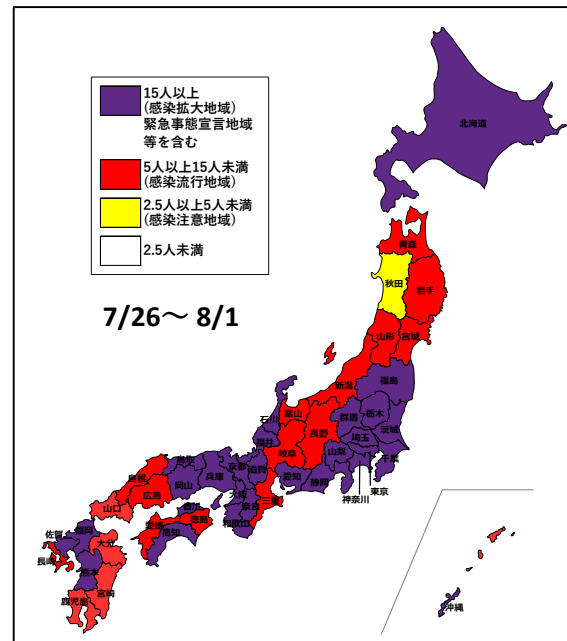 15人以上
(感染拡大地域)
緊急事態宣言地域
等を含む
5人以上15人未満
(感染流行地域)
2.5人以上5人未満
(感染注意地域)
2.5人未満
7/26～ 8/1
北海道
青森
秋田
岩手
山形
宮城
新潟
福島
石川
富山
群馬
栃木
福井
長野
茨城
岐阜
埼玉
山梨
千葉
鳥取
京都
滋賀
愛知
静岡
東京
神奈川
島根
岡山
兵庫
広島
大阪
奈良
三重
山口
香川
和歌山
愛媛
徳島
高知
佐賀
福岡
大分
長崎
熊本
宮崎
鹿児島
沖縄